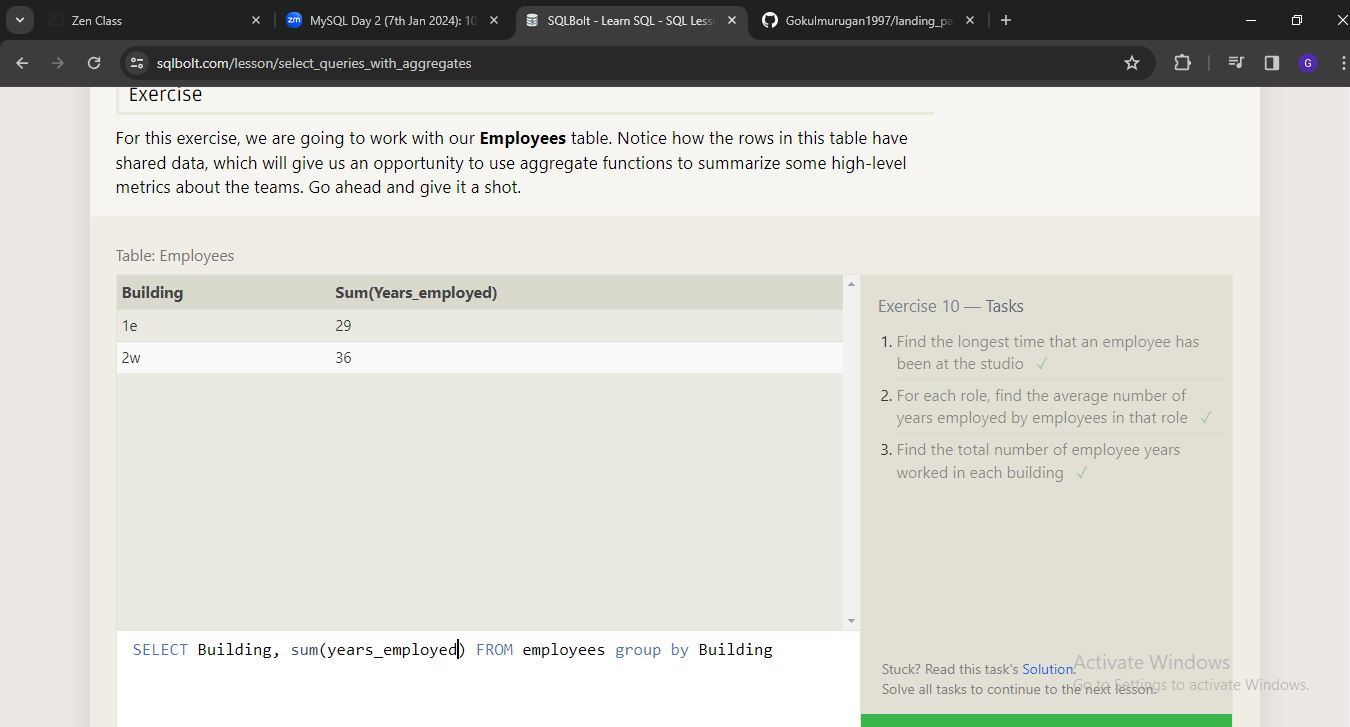 Zen Class
MySQL Day 2 (7th Jan 2024): 10
SQLBolt - Learn SQL - SQL Less
Gokulmurugan1997/landing_pa
sqlbolt.com/lesson/select_queries_with_aggregates
G
Exercise
For this exercise, we are going to work with our Employees table. Notice how the rows in this table have
shared data, which will give us an opportunity to use aggregate functions to summarize some high-level
metrics about the teams. Go ahead and give it a shot.
Table: Employees
Building Sum(Years_employed)
1e 29
2w 36
SELECT Building, sum(years_employed) FROM employees group by Building
Exercise 10 — Tasks
1. Find the longest time that an employee has
been at the studio ✓
2. For each role, find the average number of
years employed by employees in that role ✓
3. Find the total number of employee years
worked in each building ✓
Stuck? Read this task's Solution.
Solve all tasks to continue to the next lesson.
Activate Windows
Go to Settings to activate Windows.